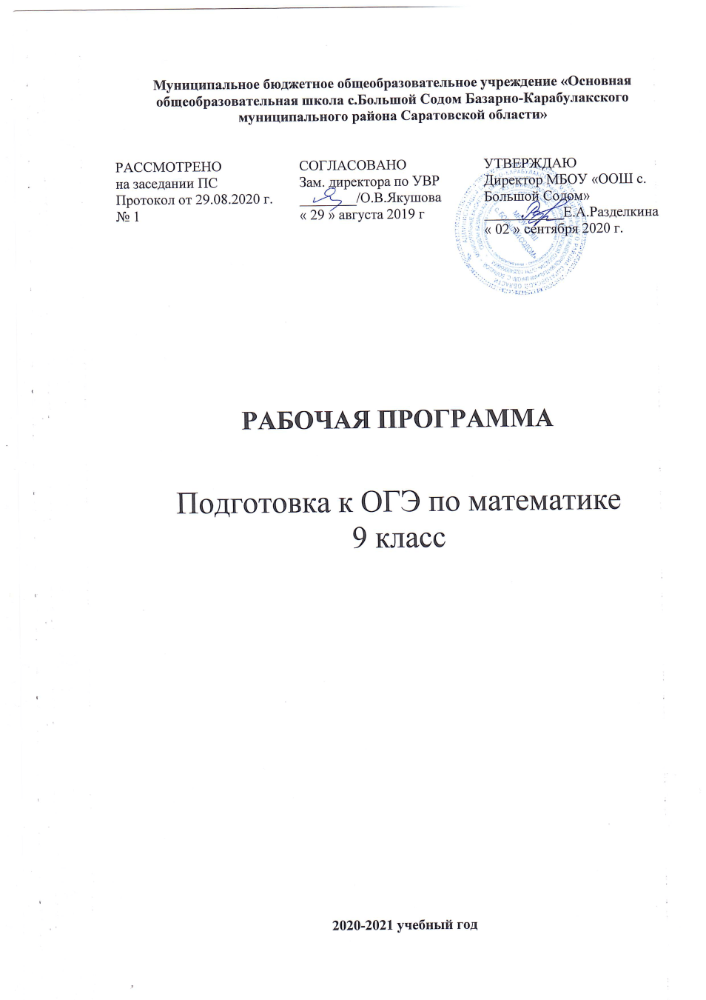 Муниципальное бюджетное общеобразовательное учреждение «Основная
общеобразовательная школа с.Большой Содом Базарно-Карабулакского
муниципального района Саратовской области»
РАССМОТРЕНО
на заседании ПС
Протокол от 29.08.2020 г.
№ 1
СОГЛАСОВАНО
Зам. директора по УВР
________/О.В.Якушова
« 29 » августа 2019 г
УТВЕРЖДАЮ
Директор МБОУ «ООШ с.
Большой Содом»
___________Е.А.Разделкина
« 02 » сентября 2020 г.
РАБОЧАЯ ПРОГРАММА
Подготовка к ОГЭ по математике
9 класс
2020-2021 учебный год